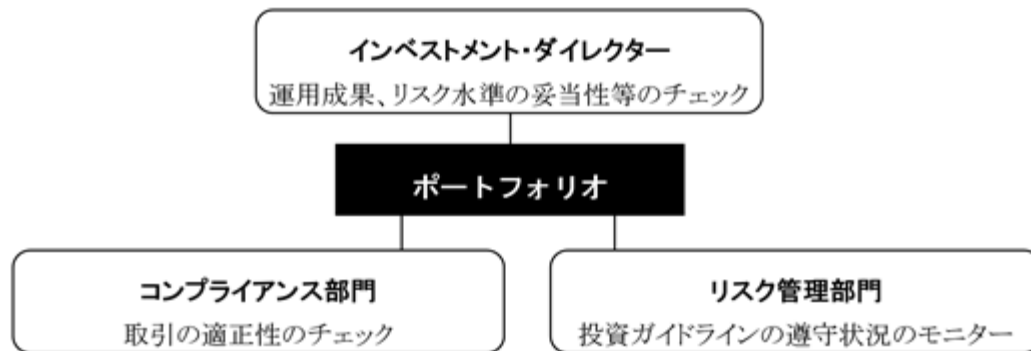 インベストメント・ダイレクター
運用成果、リスク水準の妥当性等のチェック
ポートフォリオ
コンプライアンス部門
取引の適正性のチェック
リスク管理部門
投資ガイドラインの遵守状況のモニター